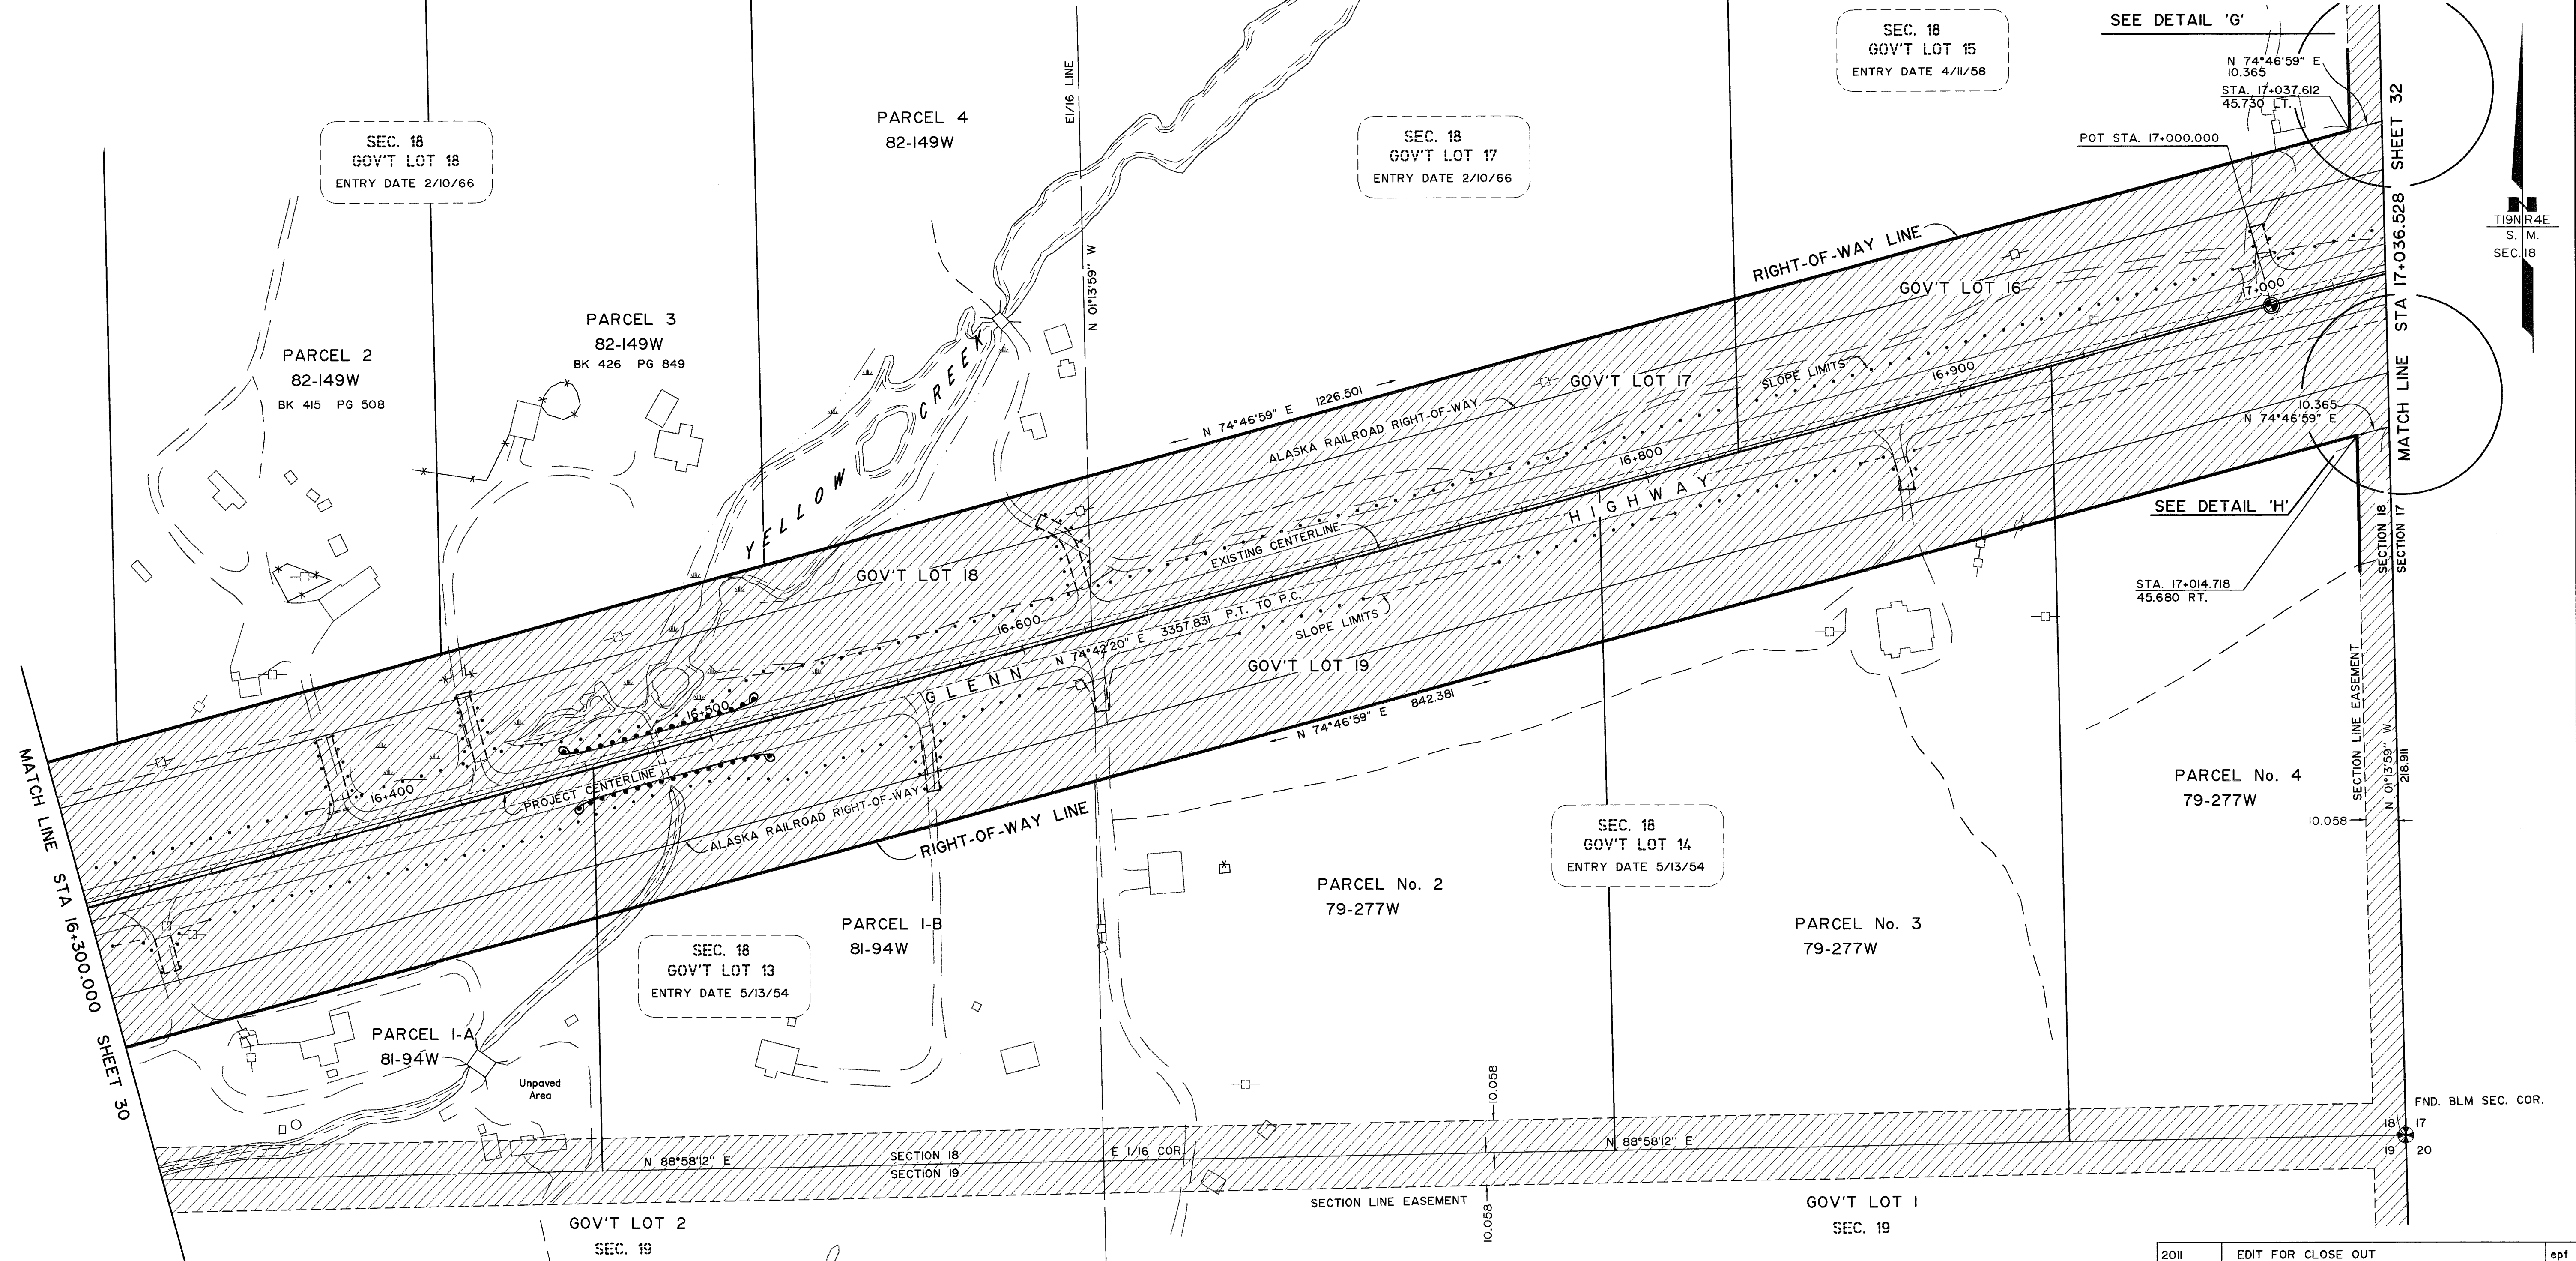 SEE DETAIL 'G'
SEC. 18
GOV'T LOT 15
ENTRY DATE 4/11/58
N 74°46'59" E
10.365
STA. 17+037.612
45.730 LT.
POT STA. 17+000.000
MATCH LINE STA 17+036.528 SHEET 32
N
T19N R4E
S. M.
SEC. 18
E1/16 LINE
N 01°13'59" W
PARCEL 4
82-149W
SEC. 18
GOV'T LOT 18
ENTRY DATE 2/10/66
SEC. 18
GOV'T LOT 17
ENTRY DATE 2/10/66
RIGHT-OF-WAY LINE
GOV'T LOT 16
17+000
PARCEL 3
82-149W
BK 426 PG 849
PARCEL 2
82-149W
BK 415 PG 508
YELLOW CREEK
N 74°46'59" E 1226.501
ALASKA RAILROAD RIGHT-OF-WAY
GOV'T LOT 17
SLOPE LIMITS
16+900
10.365
N 74°46'59" E
16+800
HIGHWAY
EXISTING CENTERLINE
SEE DETAIL 'H'
SECTION 18
SECTION 17
STA. 17+014.718
45.680 RT.
GOV'T LOT 18
16+600
N 74°42'20" E 3357.831 P.T. TO P.C.
SLOPE LIMITS
GLENN
GOV'T LOT 19
N 74°46'59" E 842.381
16+500
16+400
PROJECT CENTERLINE
ALASKA RAILROAD RIGHT-OF-WAY
RIGHT-OF-WAY LINE
SECTION LINE EASEMENT
N 01°13'59" W
218.911
PARCEL No. 4
79-277W
10.058
MATCH LINE STA 16+300.000 SHEET 30
SEC. 18
GOV'T LOT 14
ENTRY DATE 5/13/54
PARCEL No. 2
79-277W
PARCEL No. 3
79-277W
PARCEL 1-B
81-94W
SEC. 18
GOV'T LOT 13
ENTRY DATE 5/13/54
PARCEL 1-A
81-94W
Unpaved
Area
10.058
FND. BLM SEC. COR.
18 17
19 20
N 88°58'12" E
SECTION 18
SECTION 19
E 1/16 COR.
N 88°58'12" E
SECTION LINE EASEMENT
10.058
GOV'T LOT 2
SEC. 19
GOV'T LOT 1
SEC. 19
2011 EDIT FOR CLOSE OUT epf